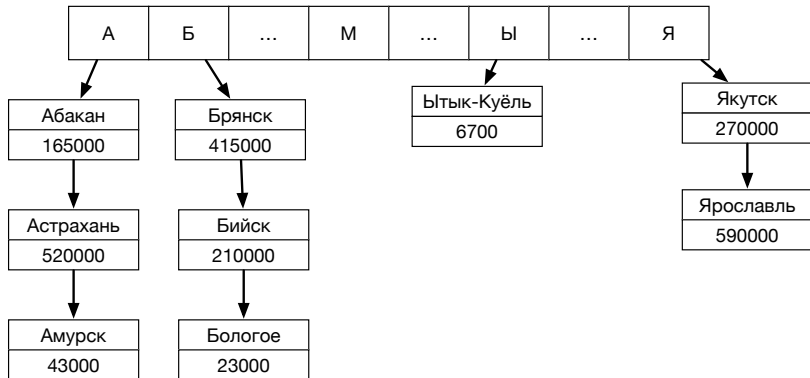 А Б ... М ... Ы ... Я
Абакан
165000
Астрахань
520000
Амурск
43000
Брянск
415000
Бийск
210000
Бологое
23000
Ытык-Куёль
6700
Якутск
270000
Ярославль
590000